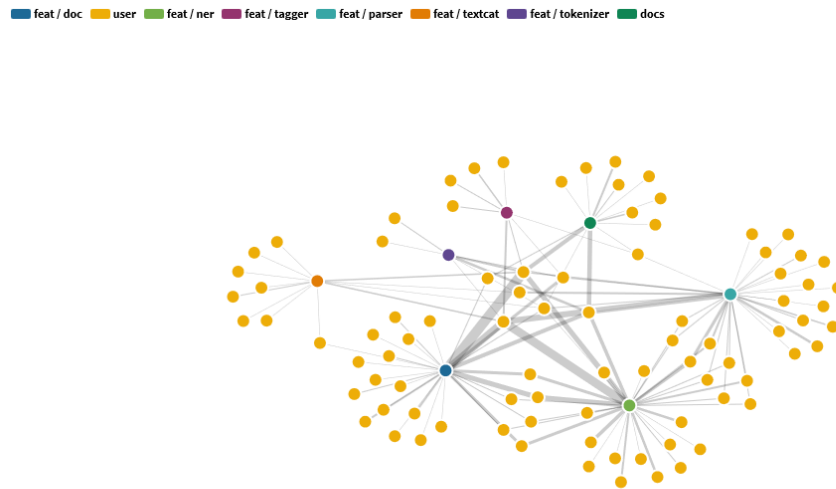 feat / doc user feat / ner feat / tagger feat / parser feat / textcat feat / tokenizer docs